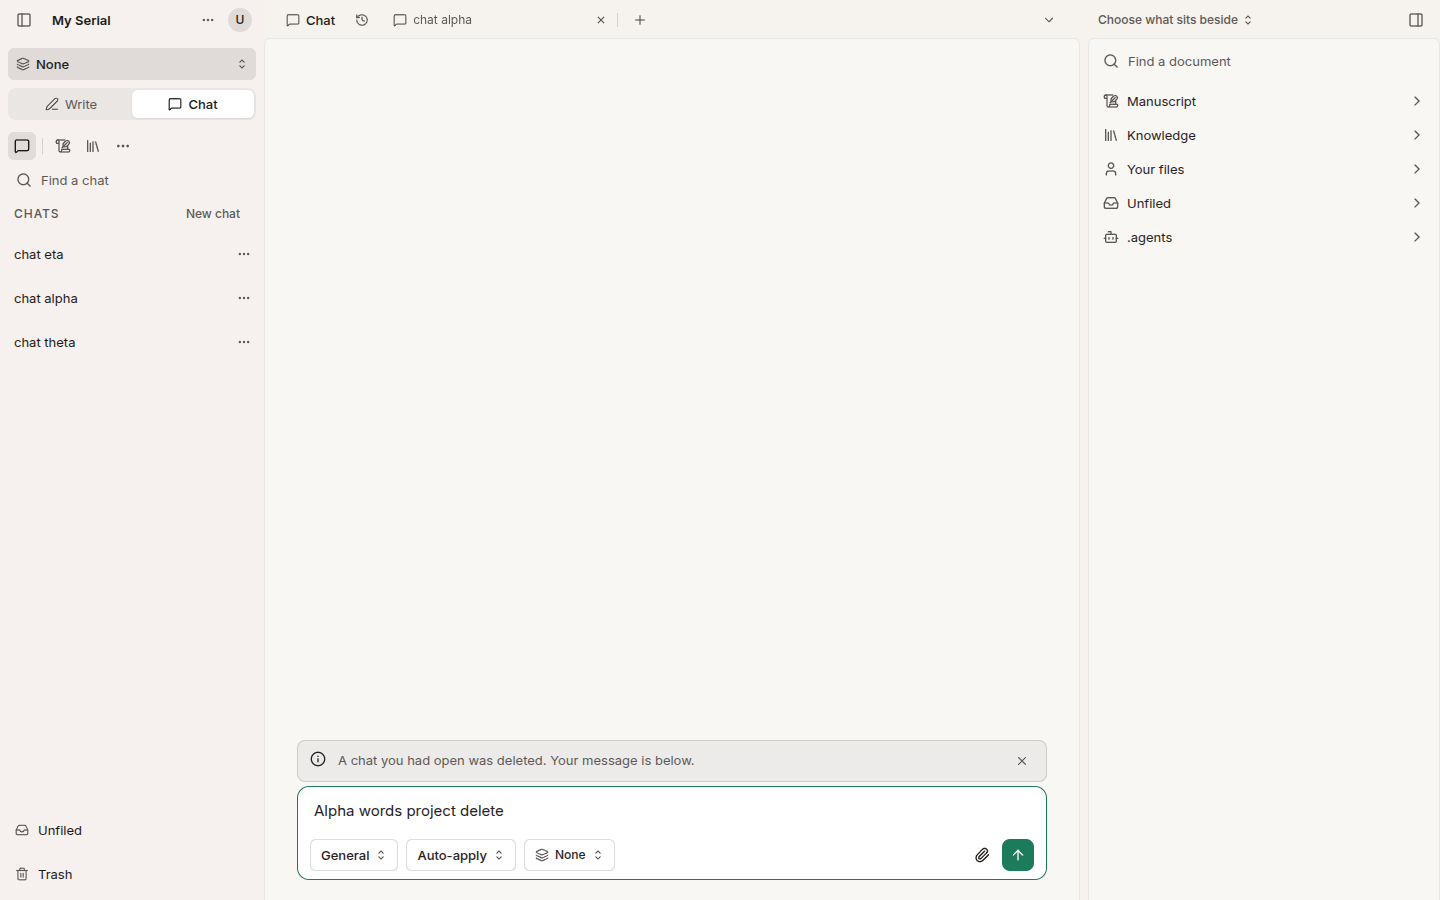 My Serial
U
None
Write
Chat
Find a chat
CHATS
New chat
chat eta
chat alpha
chat theta
Unfiled
Trash
Chat
chat alpha
A chat you had open was deleted. Your message is below.
Alpha words project delete
General
Auto-apply
None
Choose what sits beside
Find a document
Manuscript
Knowledge
Your files
Unfiled
.agents